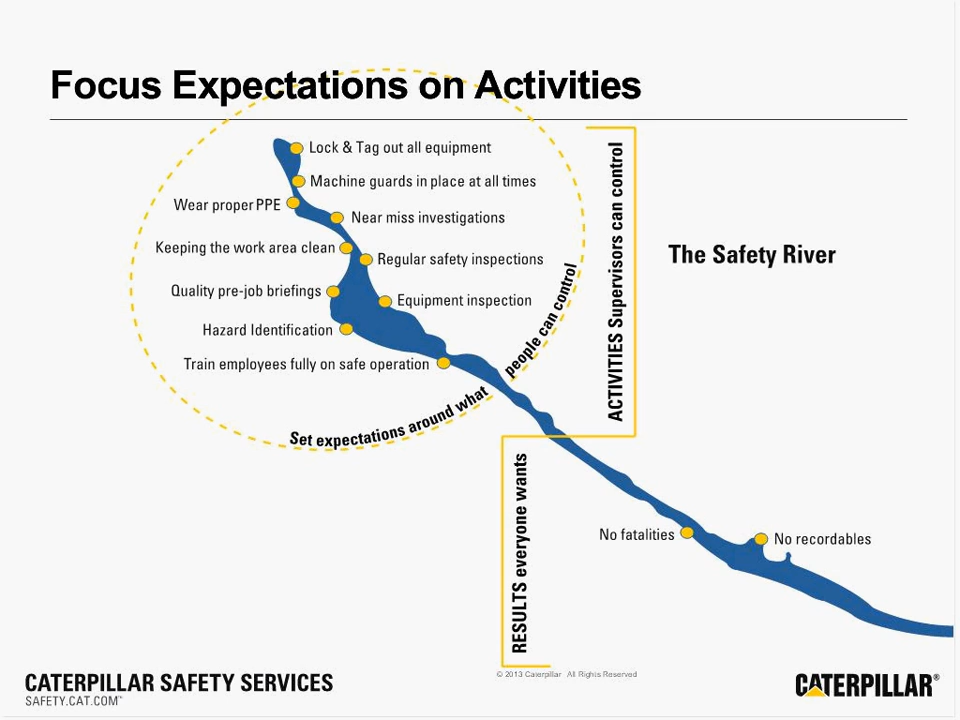 Focus Expectations on Activities
Lock & Tag out all equipment
Machine guards in place at all times
Wear proper PPE
Near miss investigations
Keeping the work area clean
Regular safety inspections
Quality pre-job briefings
Equipment inspection
Hazard Identification
Train employees fully on safe operation
Set expectations around what people can control
ACTIVITIES Supervisors can control
The Safety River
RESULTS everyone wants
No fatalities
No recordables
© 2013 Caterpillar All Rights Reserved
CATERPILLAR SAFETY SERVICES
SAFETY.CAT.COM™
CATERPILLAR®